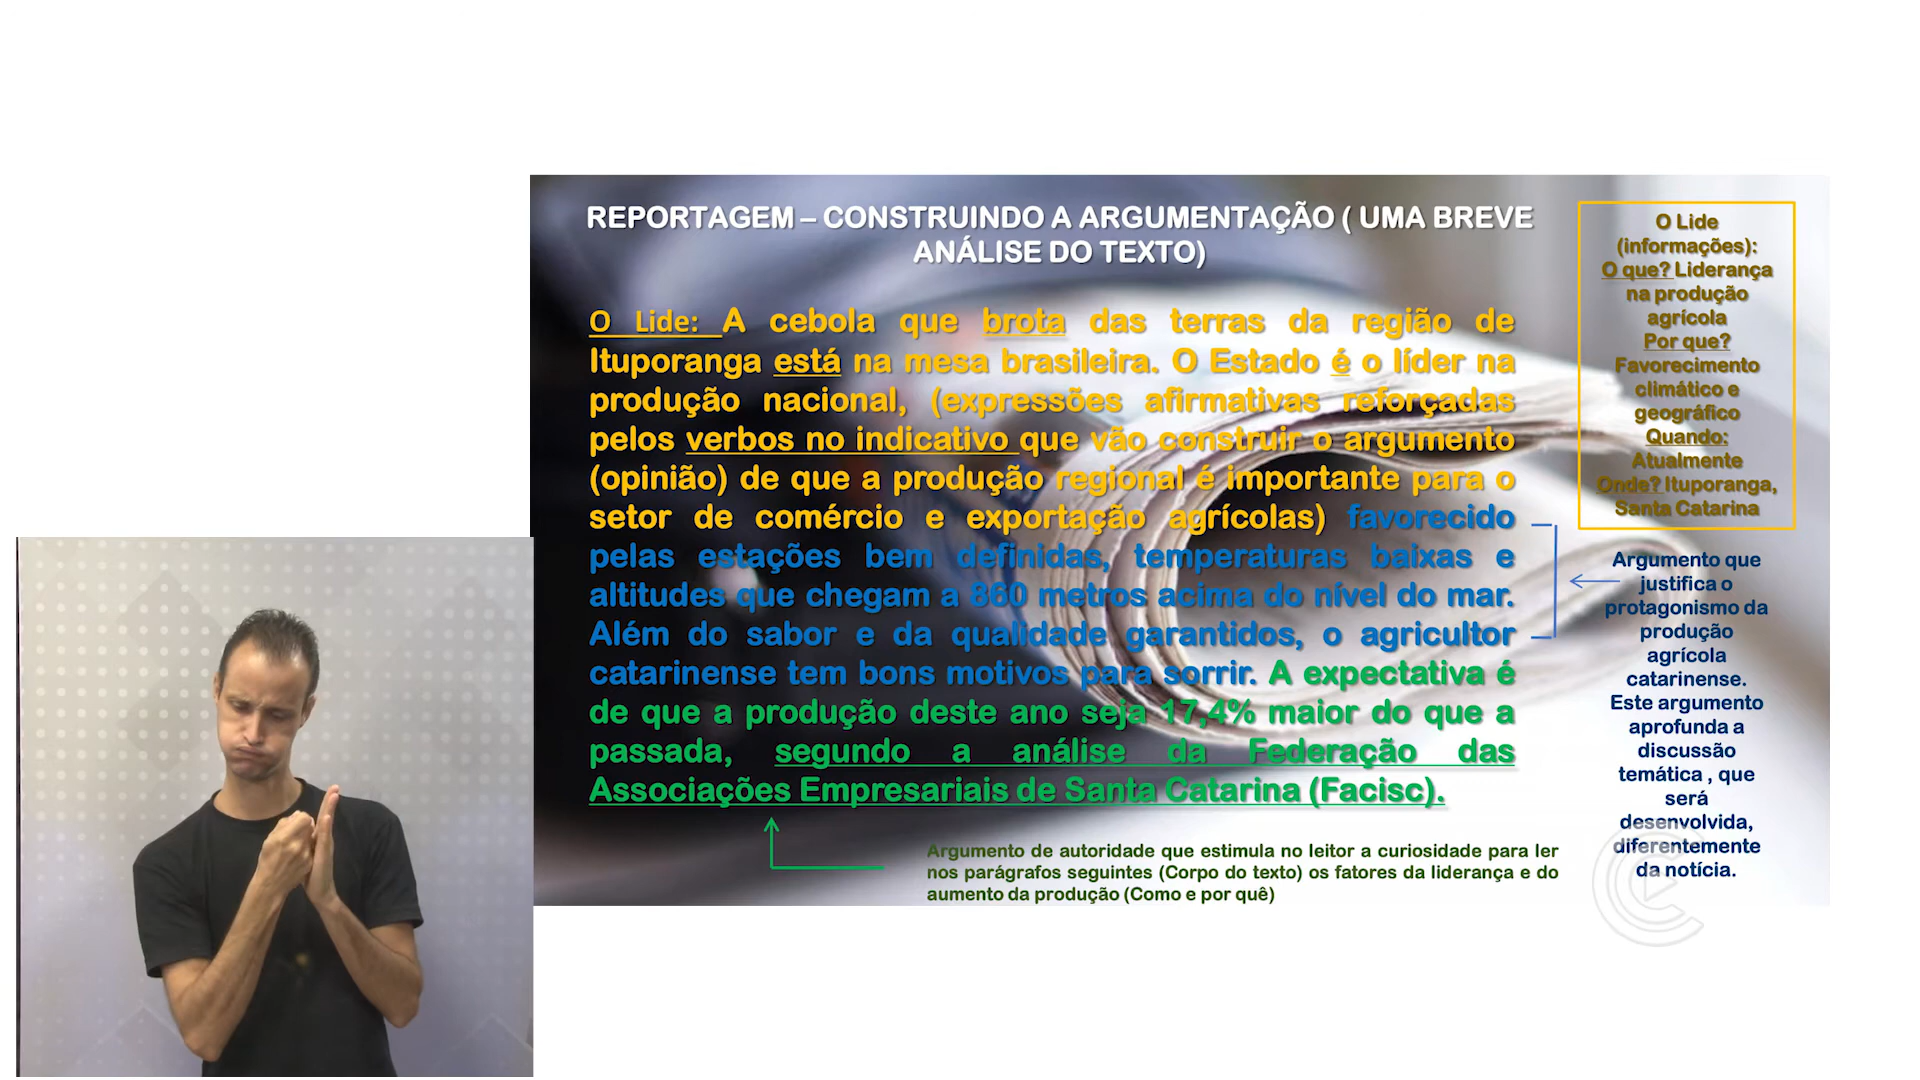 REPORTAGEM – CONSTRUINDO A ARGUMENTAÇÃO ( UMA BREVE
ANÁLISE DO TEXTO)
O Lide: A cebola que brota das terras da região de
Ituporanga está na mesa brasileira. O Estado é o líder na
produção nacional, (expressões afirmativas reforçadas
pelos verbos no indicativo que vão construir o argumento
(opinião) de que a produção regional é importante para o
setor de comércio e exportação agrícolas) favorecido
pelas estações bem definidas, temperaturas baixas e
altitudes que chegam a 860 metros acima do nível do mar.
Além do sabor e da qualidade garantidos, o agricultor
catarinense tem bons motivos para sorrir. A expectativa é
de que a produção deste ano seja 17,4% maior do que a
passada, segundo a análise da Federação das
Associações Empresariais de Santa Catarina (Facisc).
Argumento de autoridade que estimula no leitor a curiosidade para ler
nos parágrafos seguintes (Corpo do texto) os fatores da liderança e do
aumento da produção (Como e por quê)
O Lide
(informações):
O que? Liderança
na produção
agrícola
Por que?
Favorecimento
climático e
geográfico
Quando:
Atualmente
Onde? Ituporanga,
Santa Catarina
Argumento que
justifica o
protagonismo da
produção
agrícola
catarinense.
Este argumento
aprofunda a
discussão
temática , que
será
desenvolvida,
diferentemente
da notícia.